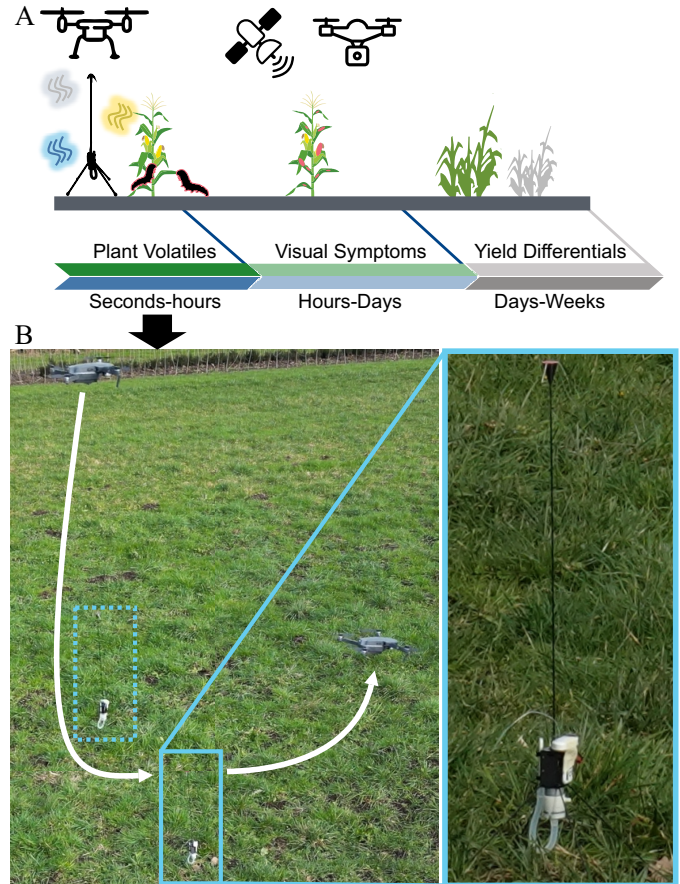 A
Plant Volatiles
Visual Symptoms
Yield Differentials
Seconds-hours
Hours-Days
Days-Weeks
B